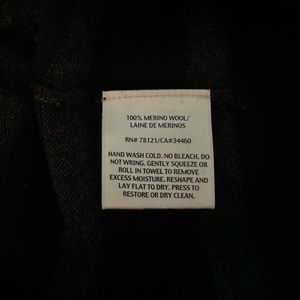 100% MERINO WOOL/
LAINE DE MERINOS
RN# 78121/CA#34460
HAND WASH COLD. NO BLEACH. DO
NOT WRING. GENTLY SQUEEZE OR
ROLL IN TOWEL TO REMOVE
EXCESS MOISTURE. RESHAPE AND
LAY FLAT TO DRY. PRESS TO
RESTORE OR DRY CLEAN.